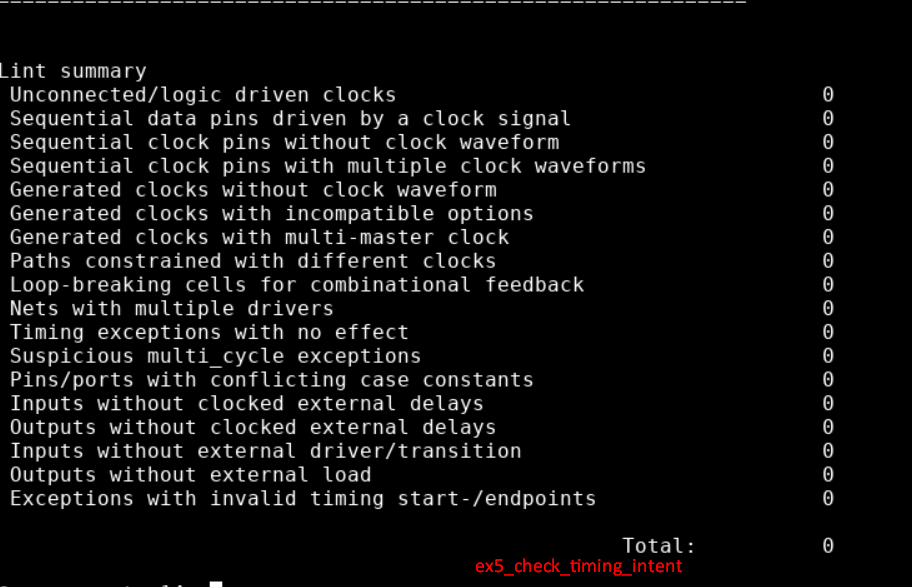 Lint summary
Unconnected/logic driven clocks 0
Sequential data pins driven by a clock signal 0
Sequential clock pins without clock waveform 0
Sequential clock pins with multiple clock waveforms 0
Generated clocks without clock waveform 0
Generated clocks with incompatible options 0
Generated clocks with multi-master clock 0
Paths constrained with different clocks 0
Loop-breaking cells for combinational feedback 0
Nets with multiple drivers 0
Timing exceptions with no effect 0
Suspicious multi_cycle exceptions 0
Pins/ports with conflicting case constants 0
Inputs without clocked external delays 0
Outputs without clocked external delays 0
Inputs without external driver/transition 0
Outputs without external load 0
Exceptions with invalid timing start-/endpoints 0
Total: 0
ex5_check_timing_intent